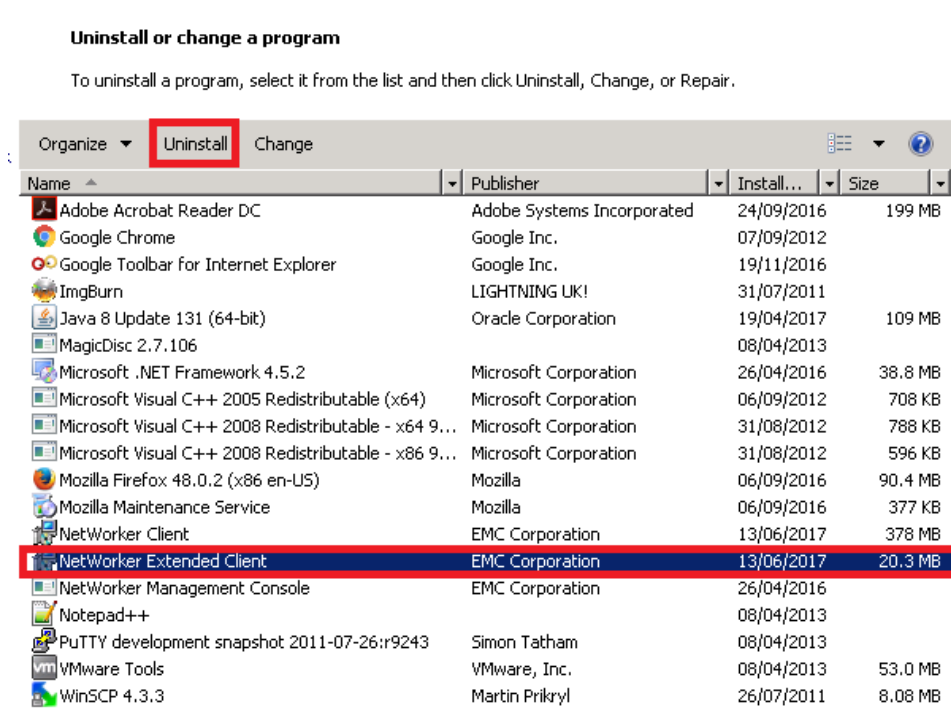 Uninstall or change a program
To uninstall a program, select it from the list and then click Uninstall, Change, or Repair.
Organize Uninstall Change
Name Publisher Install... Size
Adobe Acrobat Reader DC Adobe Systems Incorporated 24/09/2016 199 MB
Google Chrome Google Inc. 07/09/2012
Google Toolbar for Internet Explorer Google Inc. 19/11/2016
ImgBurn LIGHTNING UK! 31/07/2011
Java 8 Update 131 (64-bit) Oracle Corporation 19/04/2017 109 MB
MagicDisc 2.7.106 08/04/2013
Microsoft .NET Framework 4.5.2 Microsoft Corporation 26/04/2016 38.8 MB
Microsoft Visual C++ 2005 Redistributable (x64) Microsoft Corporation 06/09/2012 708 KB
Microsoft Visual C++ 2008 Redistributable - x64 9... Microsoft Corporation 31/08/2012 788 KB
Microsoft Visual C++ 2008 Redistributable - x86 9... Microsoft Corporation 31/08/2012 596 KB
Mozilla Firefox 48.0.2 (x86 en-US) Mozilla 06/09/2016 90.4 MB
Mozilla Maintenance Service Mozilla 06/09/2016 377 KB
NetWorker Client EMC Corporation 13/06/2017 378 MB
NetWorker Extended Client EMC Corporation 13/06/2017 20.3 MB
NetWorker Management Console EMC Corporation 26/04/2016
Notepad++ 08/04/2013
PuTTY development snapshot 2011-07-26:r9243 Simon Tatham 08/04/2013
vm VMware Tools VMware, Inc. 08/04/2013 53.0 MB
WinSCP 4.3.3 Martin Prikryl 26/07/2011 8.08 MB